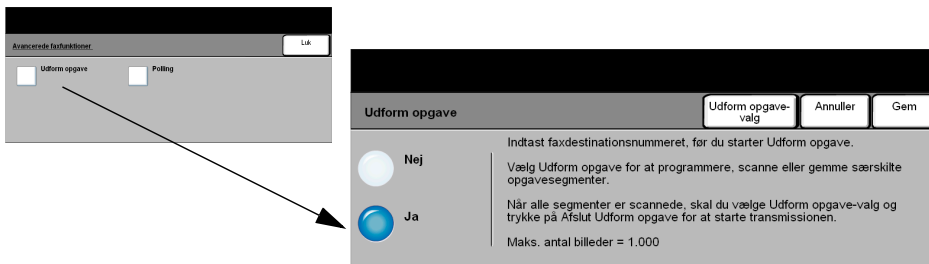 Avancerede faxfunktioner
Luk
Udform opgave
Polling
Udform opgave
Udform opgave-
valg
Annuller
Gem
Nej
Ja
Indtast faxdestinationsnummeret, før du starter Udform opgave.
Vælg Udform opgave for at programmere, scanne eller gemme særskilte
opgavesegmenter.
Når alle segmenter er scannede, skal du vælge Udform opgave-valg og
trykke på Afslut Udform opgave for at starte transmissionen.
Maks. antal billeder = 1.000